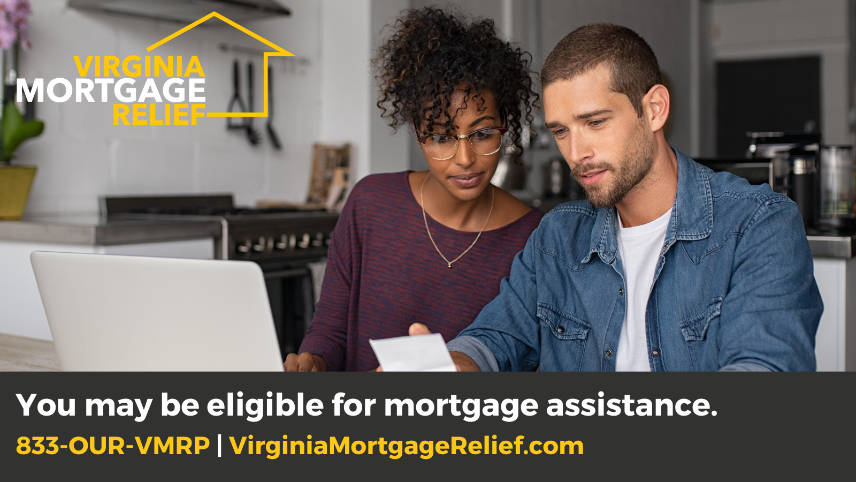 VIRGINIA
MORTGAGE
RELIEF
You may be eligible for mortgage assistance.
833-OUR-VMRP | VirginiaMortgageRelief.com